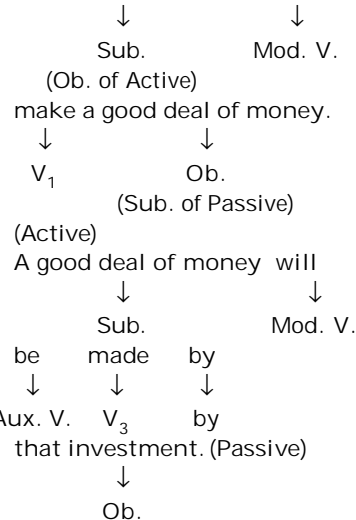 ↓ ↓
Sub. Mod. V.
(Ob. of Active)
make a good deal of money.
↓ ↓
V₁ Ob.
(Sub. of Passive)
(Active)
A good deal of money will
↓ ↓
Sub. Mod. V.
be made by
↓ ↓ ↓
Aux. V. V₃ by
that investment. (Passive)
↓
Ob.